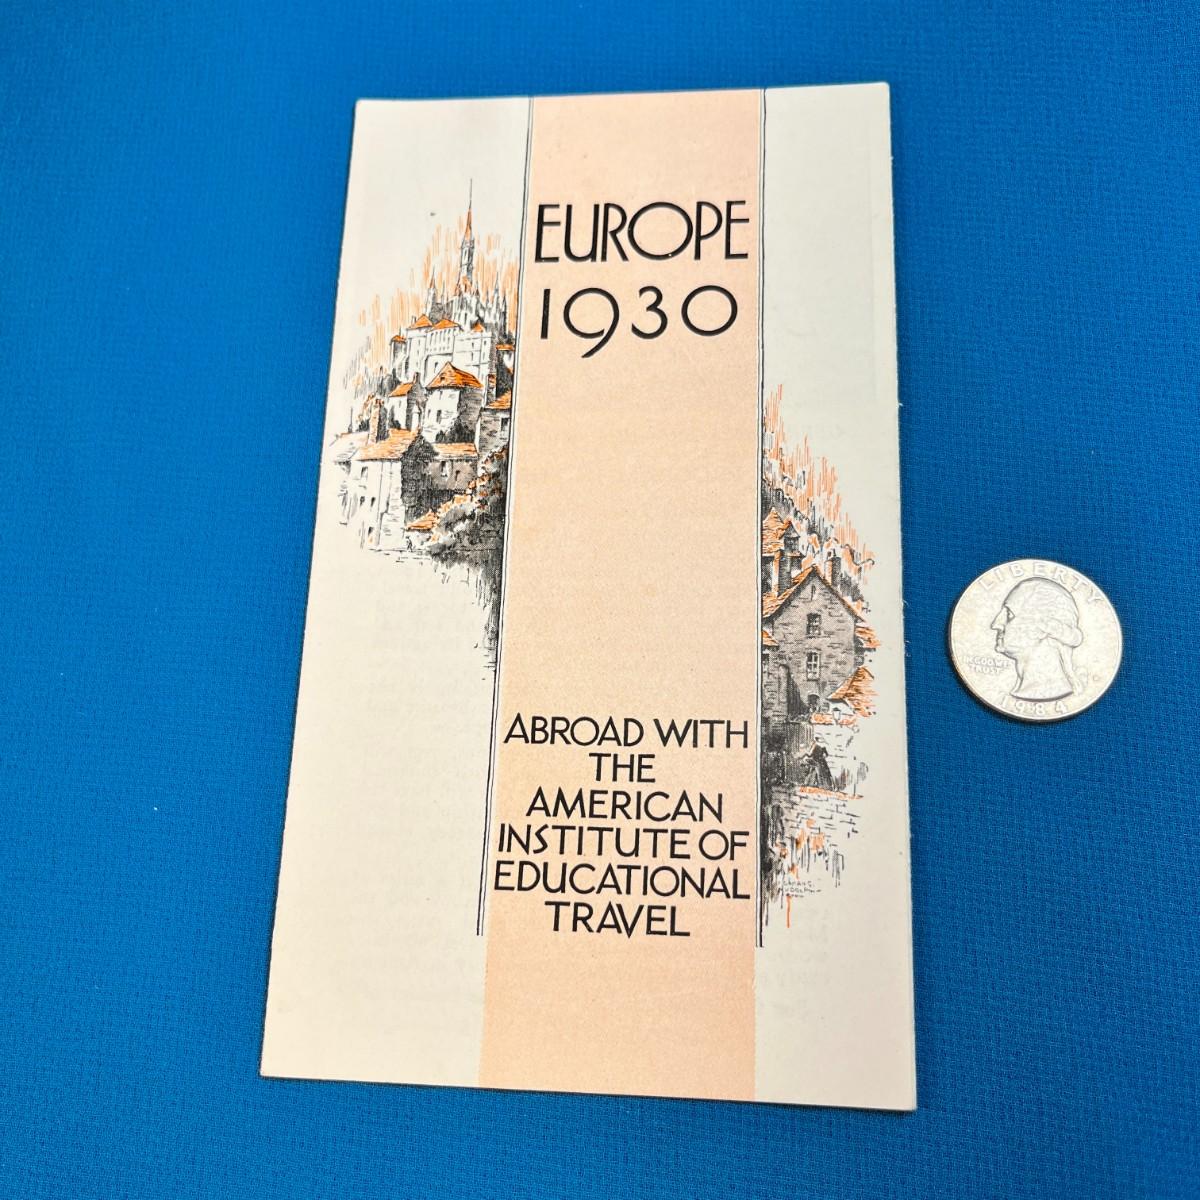 EUROPE
1930
ABROAD WITH
THE
AMERICAN
INSTITUTE OF
EDUCATIONAL
TRAVEL
LIBERTY
IN GOD WE
TRUST
1984